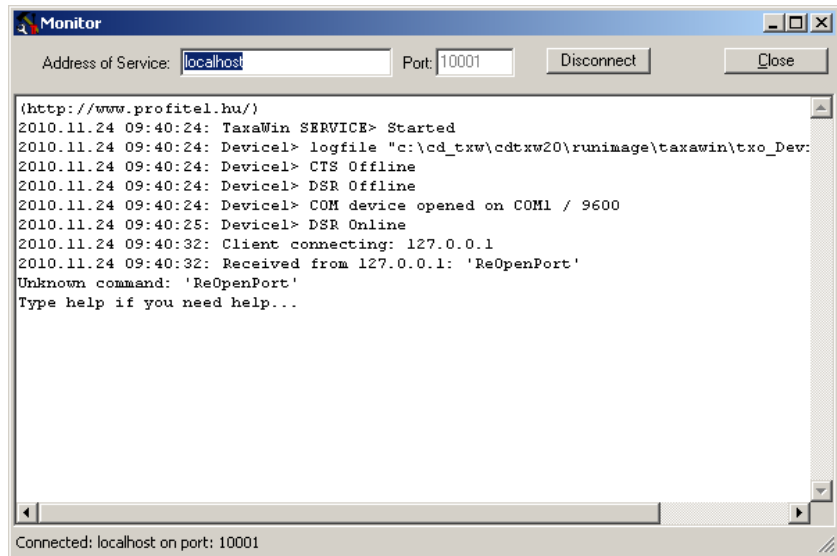 Monitor
Address of Service: localhost Port: 10001 Disconnect Close
(http://www.profitel.hu/)
2010.11.24 09:40:24: TaxaWin SERVICE> Started
2010.11.24 09:40:24: Device1> logfile "c:\cd_txw\cdtxw20\runimage\taxawin\txo_Dev
2010.11.24 09:40:24: Device1> CTS Offline
2010.11.24 09:40:24: Device1> DSR Offline
2010.11.24 09:40:24: Device1> COM device opened on COM1 / 9600
2010.11.24 09:40:25: Device1> DSR Online
2010.11.24 09:40:32: Client connecting: 127.0.0.1
2010.11.24 09:40:32: Received from 127.0.0.1: 'ReOpenPort'
Unknown command: 'ReOpenPort'
Type help if you need help...
Connected: localhost on port: 10001